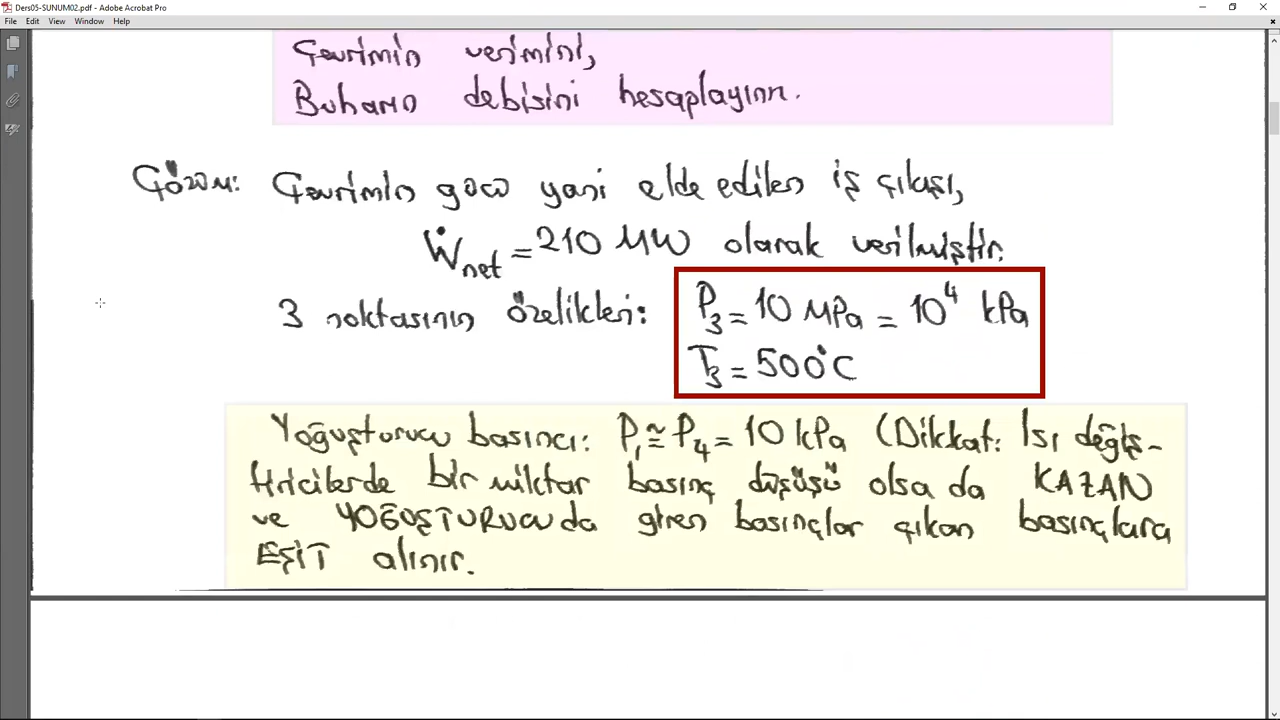 Ders05-SUNUM02.pdf - Adobe Acrobat Pro
File Edit View Window Help
Çevrimin verimini,
Buharın debisini hesaplayınız.
Çözüm: Çevrimin gücü yani elde edilen iş çıkışı,
Ẇnet = 210 MW olarak verilmiştir.
3 noktasının özelikleri: P3 = 10 MPa = 10⁴ kPa
T3 = 500°C
Yoğuşturucu basıncı: P1 ≅ P4 = 10 kPa (Dikkat: Isı değiş-
tiricilerde bir miktar basınç düşüşü olsa da KAZAN
ve YOĞUŞTURUCUda giren basınçlar çıkan basınçlara
EŞİT alınır.